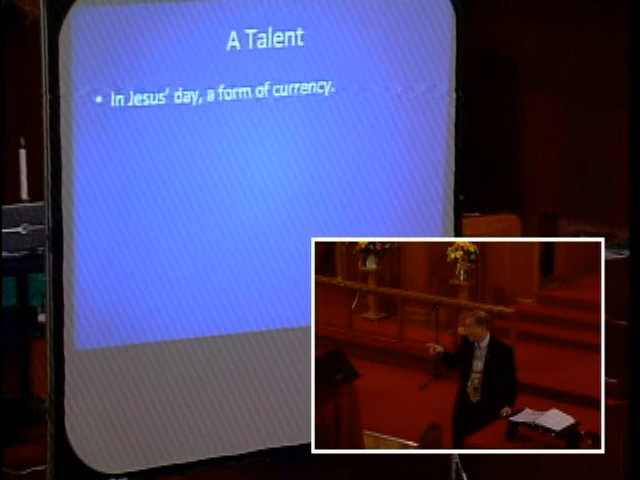 A Talent
• In Jesus' day, a form of currency.